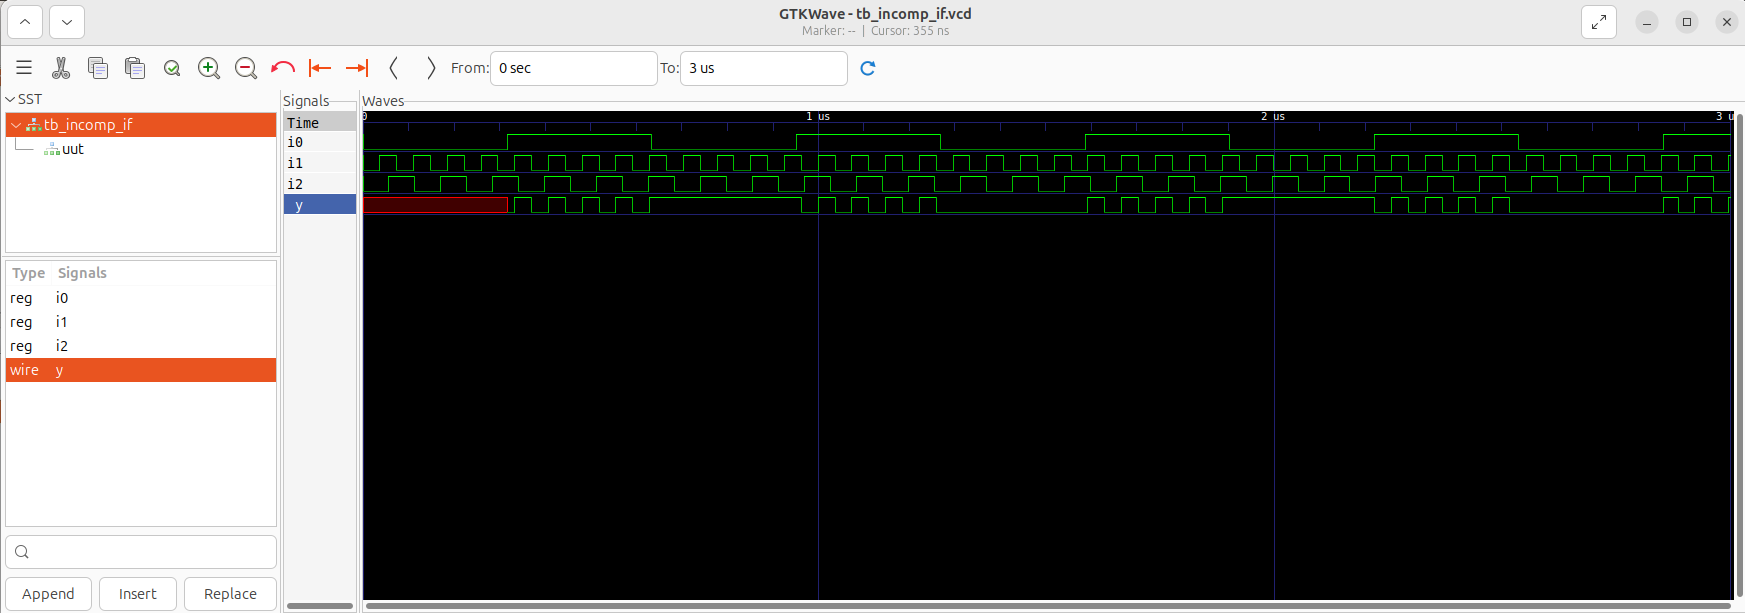 GTKWave - tb_incomp_if.vcd
Marker: -- | Cursor: 355 ns
From: 0 sec To: 3 us
SST
tb_incomp_if
uut
Type Signals
reg i0
reg i1
reg i2
wire y
Append Insert Replace
Signals
Time
i0
i1
i2
y
Waves
0 1 us 2 us 3 u